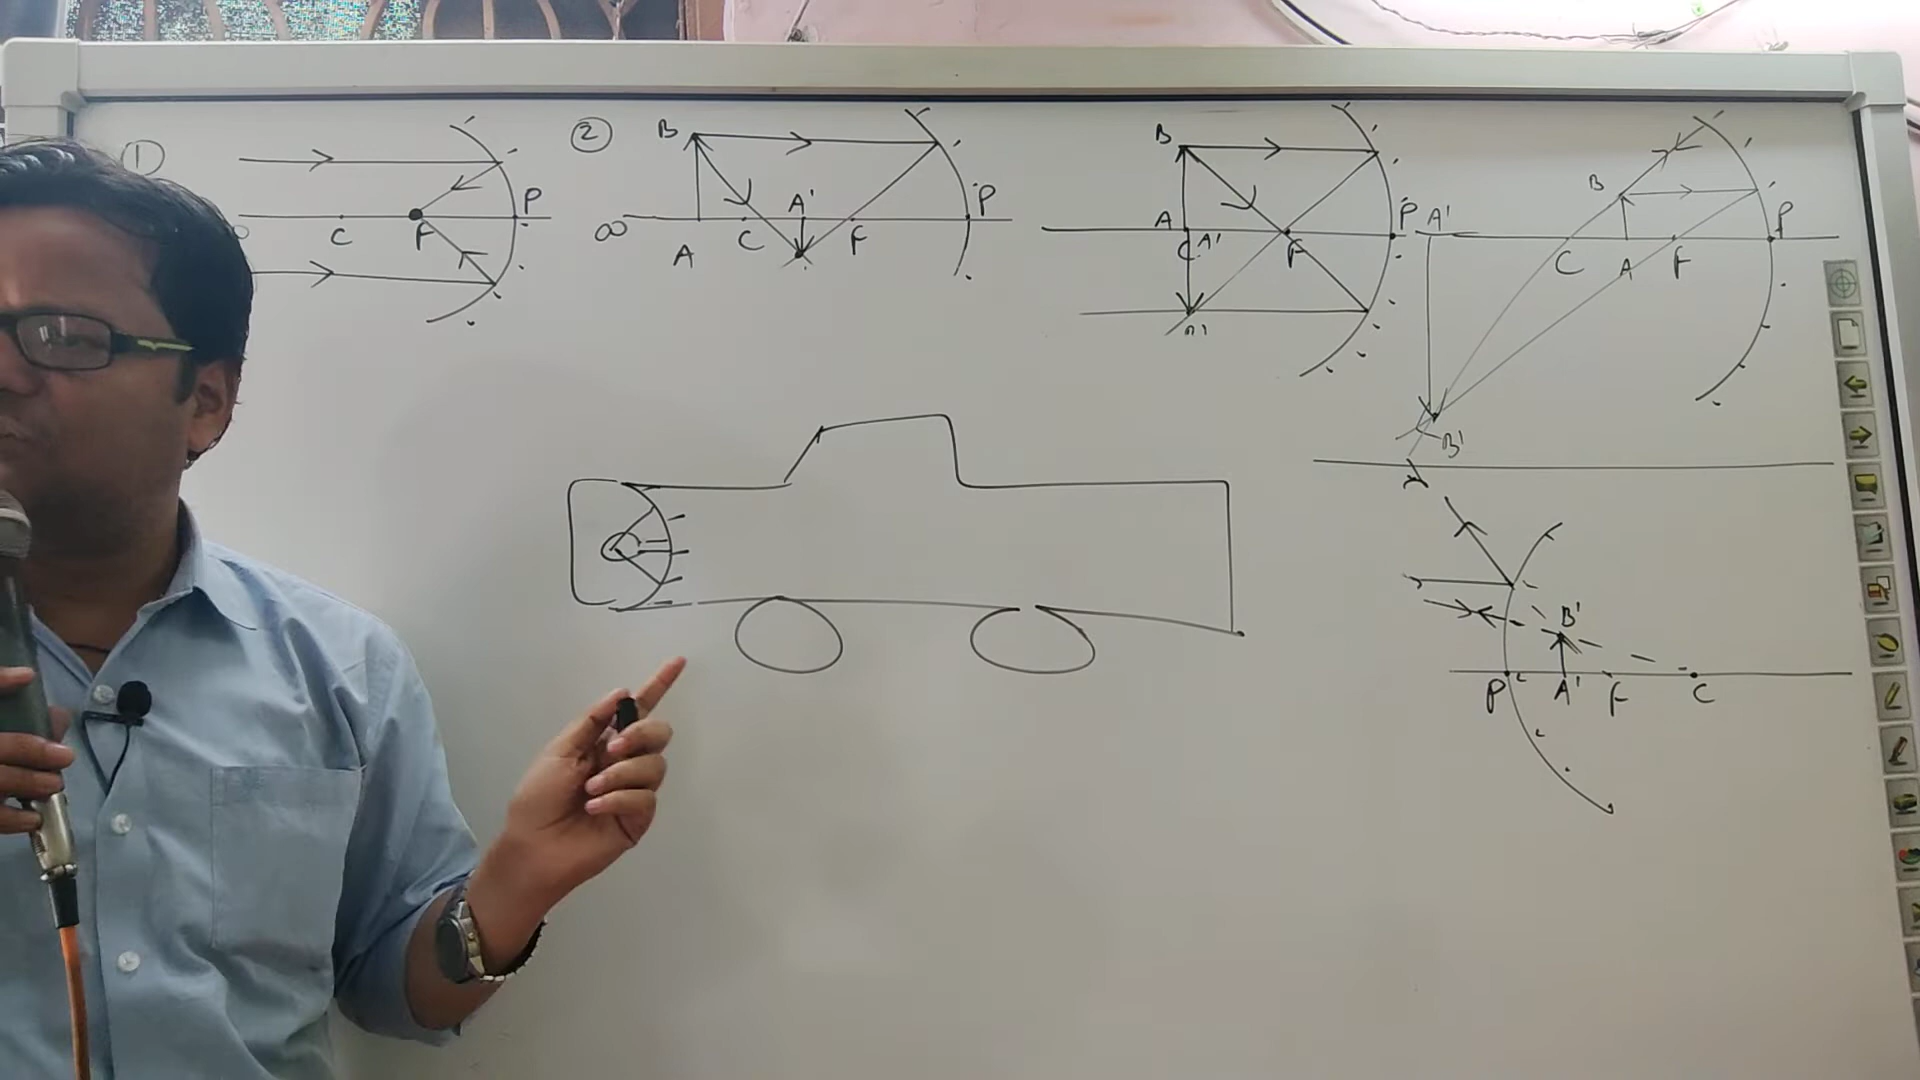 ①
C F P
②
B
∞ A C A' F P
B
A C A' F P
B
A' C A F P
B'
B'
P A' F C